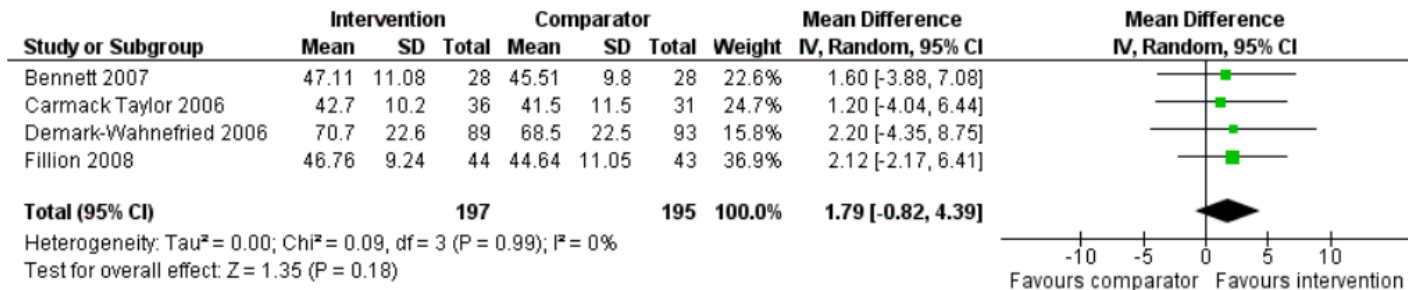 Intervention Comparator Mean Difference Mean Difference
Study or Subgroup Mean SD Total Mean SD Total Weight IV, Random, 95% CI IV, Random, 95% CI
Bennett 2007 47.11 11.08 28 45.51 9.8 28 22.6% 1.60 [-3.88, 7.08]
Carmack Taylor 2006 42.7 10.2 36 41.5 11.5 31 24.7% 1.20 [-4.04, 6.44]
Demark-Wahnefried 2006 70.7 22.6 89 68.5 22.5 93 15.8% 2.20 [-4.35, 8.75]
Fillion 2008 46.76 9.24 44 44.64 11.05 43 36.9% 2.12 [-2.17, 6.41]
Total (95% CI) 197 195 100.0% 1.79 [-0.82, 4.39]
Heterogeneity: Tau² = 0.00; Chi² = 0.09, df = 3 (P = 0.99); I² = 0%
Test for overall effect: Z = 1.35 (P = 0.18)
-10 -5 0 5 10
Favours comparator Favours intervention